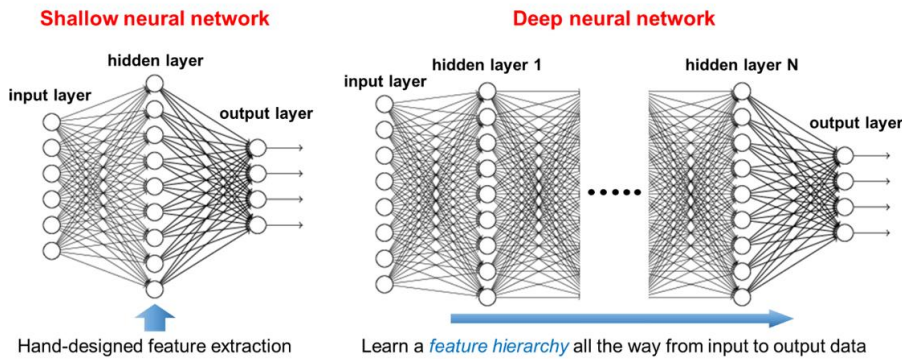 Shallow neural network
hidden layer
input layer
output layer
Hand-designed feature extraction
Deep neural network
hidden layer 1
hidden layer N
input layer
output layer
Learn a feature hierarchy all the way from input to output data